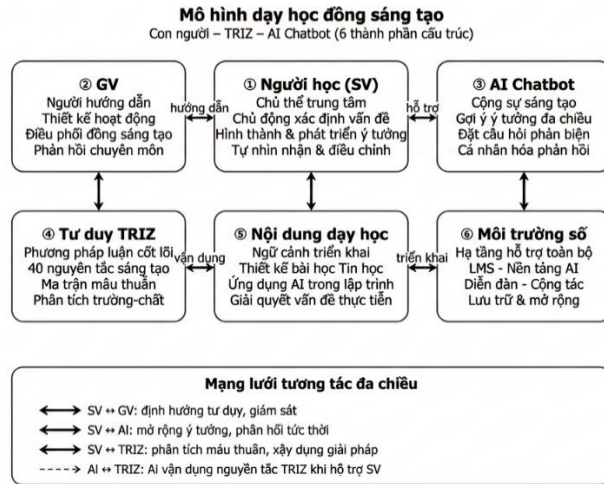 Mô hình dạy học đồng sáng tạo
Con người – TRIZ – AI Chatbot (6 thành phần cấu trúc)
② GV
Người hướng dẫn
Thiết kế hoạt động
Điều phối đồng sáng tạo
Phản hồi chuyên môn
hướng dẫn
① Người học (SV)
Chủ thể trung tâm
Chủ động xác định vấn đề
Hình thành & phát triển ý tưởng
Tự nhìn nhận & điều chỉnh
hỗ trợ
③ AI Chatbot
Cộng sự sáng tạo
Gợi ý ý tưởng đa chiều
Đặt câu hỏi phản biện
Cá nhân hóa phản hồi
④ Tư duy TRIZ
Phương pháp luận cốt lõi
40 nguyên tắc sáng tạo
Ma trận mâu thuẫn
Phân tích trường-chất
vận dụng
⑤ Nội dung dạy học
Ngữ cảnh triển khai
Thiết kế bài học Tin học
Ứng dụng AI trong lập trình
Giải quyết vấn đề thực tiễn
triển khai
⑥ Môi trường số
Hạ tầng hỗ trợ toàn bộ
LMS - Nền tảng AI
Diễn đàn - Cộng tác
Lưu trữ & mở rộng
Mạng lưới tương tác đa chiều
SV ↔ GV: định hướng tư duy, giám sát
SV ↔ AI: mở rộng ý tưởng, phân hồi tức thời
SV ↔ TRIZ: phân tích máu thuẫn, xậy dụng giải pháp
AI ↔ TRIZ: AI vận dụng nguyên tắc TRIZ khi hỗ trợ SV